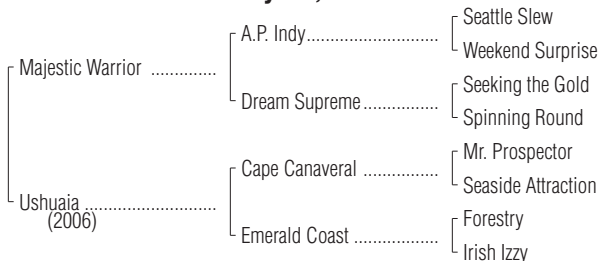 Seattle Slew
A.P. Indy..................
Weekend Surprise
Majestic Warrior ..............
Seeking the Gold
Dream Supreme................
Spinning Round
Mr. Prospector
Cape Canaveral ................
Seaside Attraction
Ushuaia ............................
(2006)
Forestry
Emerald Coast ..................
Irish Izzy